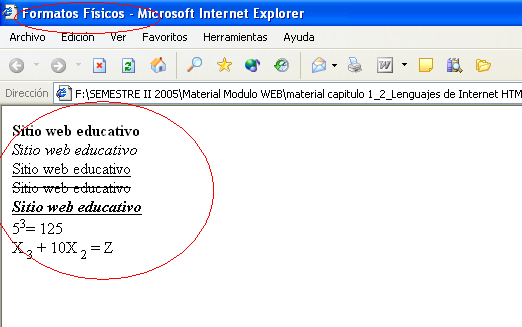 Formatos Físicos - Microsoft Internet Explorer
Archivo Edición Ver Favoritos Herramientas Ayuda
Dirección F:\SEMESTRE II 2005\Material Modulo WEB\material capitulo 1_2_Lenguajes de Internet HTM
Sitio web educativo
Sitio web educativo
Sitio web educativo
Sitio web educativo
Sitio web educativo
5³= 125
X₃ + 10X₂ = Z